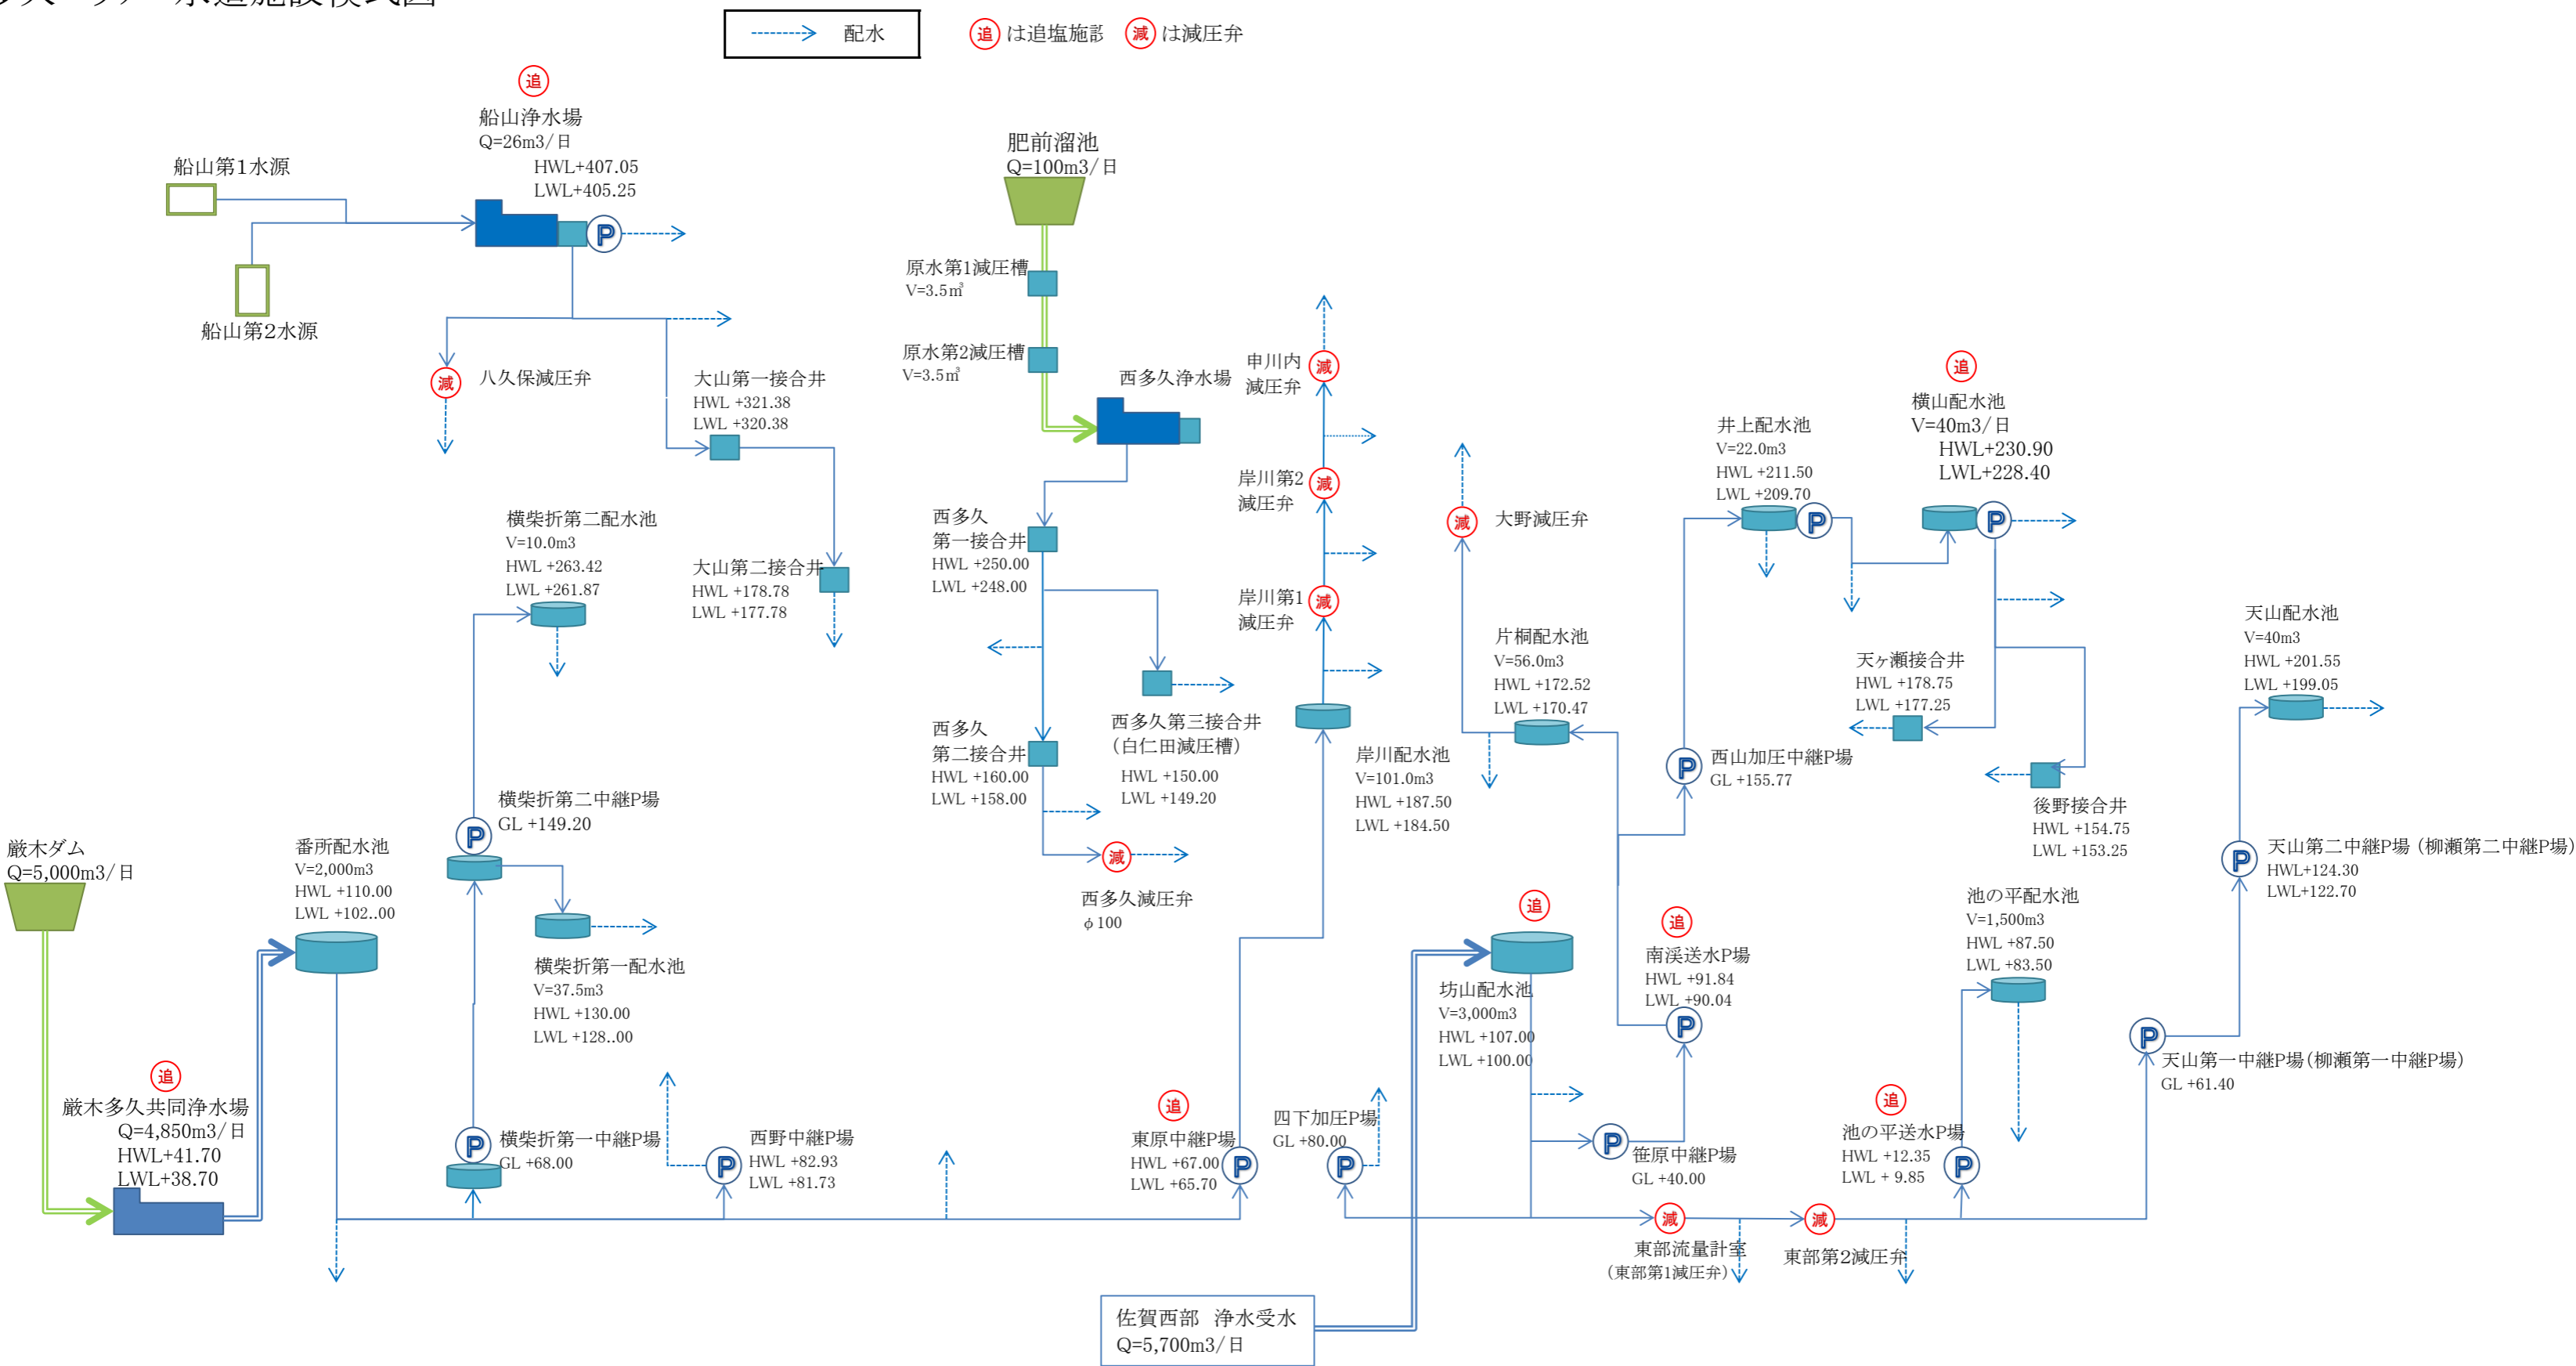 配水
追 は追塩施設
減 は減圧弁
追
船山浄水場
Q=26m3/日
HWL+407.05
LWL+405.25
船山第1水源
船山第2水源
P
減
八久保減圧弁
大山第一接合井
HWL +321.38
LWL +320.38
大山第二接合井
HWL +178.78
LWL +177.78
肥前溜池
Q=100m3/日
原水第1減圧槽
V=3.5㎥
原水第2減圧槽
V=3.5㎥
西多久浄水場
西多久
第一接合井
HWL +250.00
LWL +248.00
西多久
第二接合井
HWL +160.00
LWL +158.00
西多久第三接合井
(白仁田減圧槽)
HWL +150.00
LWL +149.20
減
西多久減圧弁
φ100
申川内
減圧弁
減
岸川第2
減圧弁
減
岸川第1
減圧弁
減
岸川配水池
V=101.0m3
HWL +187.50
LWL +184.50
減
大野減圧弁
片桐配水池
V=56.0m3
HWL +172.52
LWL +170.47
井上配水池
V=22.0m3
HWL +211.50
LWL +209.70
P
追
横山配水池
V=40m3/日
HWL+230.90
LWL+228.40
P
P
西山加圧中継P場
GL +155.77
天ヶ瀬接合井
HWL +178.75
LWL +177.25
後野接合井
HWL +154.75
LWL +153.25
天山配水池
V=40m3
HWL +201.55
LWL +199.05
P
天山第二中継P場 (柳瀬第二中継P場)
HWL+124.30
LWL+122.70
P
天山第一中継P場(柳瀬第一中継P場)
GL +61.40
横柴折第二配水池
V=10.0m3
HWL +263.42
LWL +261.87
横柴折第二中継P場
GL +149.20
P
横柴折第一配水池
V=37.5m3
HWL +130.00
LWL +128..00
P
横柴折第一中継P場
GL +68.00
厳木ダム
Q=5,000m3/日
番所配水池
V=2,000m3
HWL +110.00
LWL +102..00
追
厳木多久共同浄水場
Q=4,850m3/日
HWL+41.70
LWL+38.70
P
西野中継P場
HWL +82.93
LWL +81.73
追
東原中継P場
HWL +67.00
LWL +65.70
P
四下加圧P場
GL +80.00
P
追
坊山配水池
V=3,000m3
HWL +107.00
LWL +100.00
追
南渓送水P場
HWL +91.84
LWL +90.04
P
P
笹原中継P場
GL +40.00
池の平配水池
V=1,500m3
HWL +87.50
LWL +83.50
追
池の平送水P場
HWL +12.35
LWL + 9.85
P
減
東部流量計室
(東部第1減圧弁)
減
東部第2減圧弁
佐賀西部 浄水受水
Q=5,700m3/日